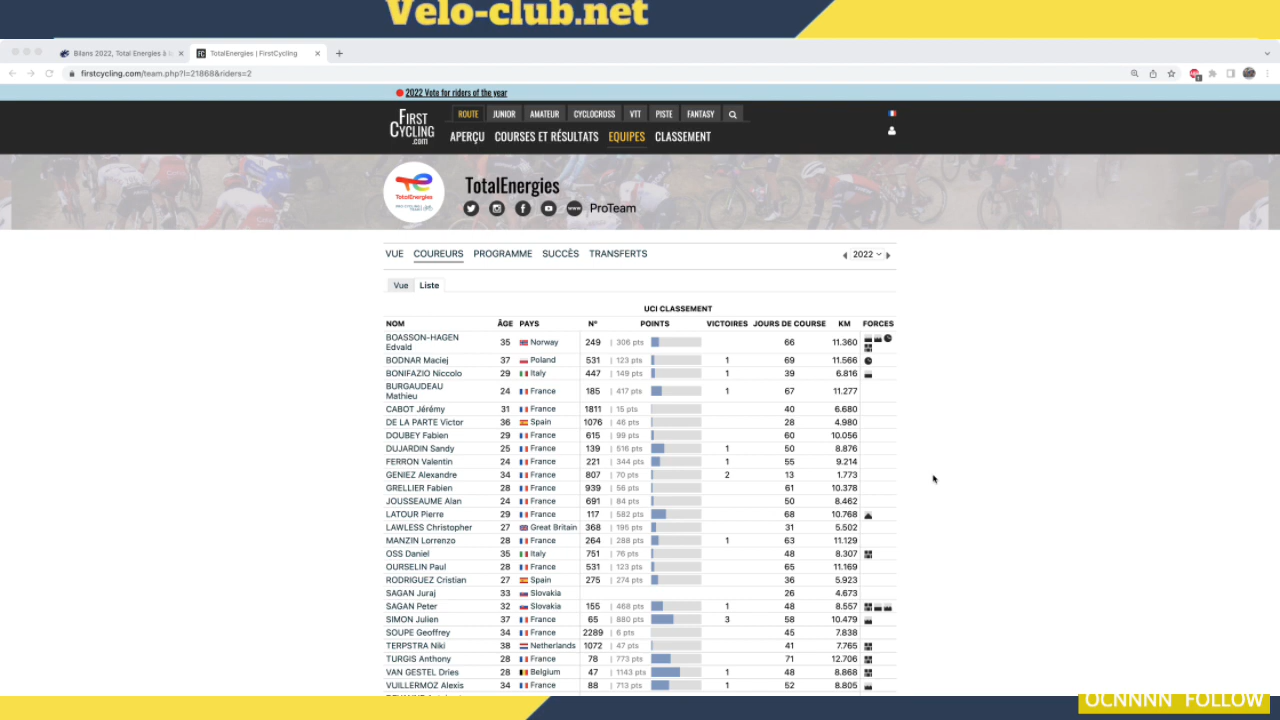 Velo-club.net
Bilans 2022, Total Energies à l
TotalEnergies | FirstCycling
firstcycling.com/team.php?l=21868&riders=2
2022 Vote for riders of the year
FIRST CYCLING .com
ROUTE JUNIOR AMATEUR CYCLOCROSS VTT PISTE FANTASY
APERÇU COURSES ET RÉSULTATS EQUIPES CLASSEMENT
TotalEnergies
TotalEnergies
www ProTeam
VUE COUREURS PROGRAMME SUCCÈS TRANSFERTS 2022
Vue Liste
UCI CLASSEMENT
NOM ÂGE PAYS N° POINTS VICTOIRES JOURS DE COURSE KM FORCES
BOASSON-HAGEN Edvald 35 Norway 249 | 306 pts 66 11.360
BODNAR Maciej 37 Poland 531 | 123 pts 1 69 11.566
BONIFAZIO Niccolo 29 Italy 447 | 149 pts 1 39 6.816
BURGAUDEAU Mathieu 24 France 185 | 417 pts 1 67 11.277
CABOT Jérémy 31 France 1811 | 15 pts 40 6.680
DE LA PARTE Victor 36 Spain 1076 | 46 pts 28 4.980
DOUBEY Fabien 29 France 615 | 99 pts 60 10.056
DUJARDIN Sandy 25 France 139 | 516 pts 1 50 8.876
FERRON Valentin 24 France 221 | 344 pts 1 55 9.214
GENIEZ Alexandre 34 France 807 | 70 pts 2 13 1.773
GRELLIER Fabien 28 France 939 | 56 pts 61 10.378
JOUSSEAUME Alan 24 France 691 | 84 pts 50 8.462
LATOUR Pierre 29 France 117 | 582 pts 68 10.768
LAWLESS Christopher 27 Great Britain 368 | 195 pts 31 5.502
MANZIN Lorrenzo 28 France 264 | 288 pts 1 63 11.129
OSS Daniel 35 Italy 751 | 76 pts 48 8.307
OURSELIN Paul 28 France 531 | 123 pts 65 11.169
RODRIGUEZ Cristian 27 Spain 275 | 274 pts 36 5.923
SAGAN Juraj 33 Slovakia 26 4.673
SAGAN Peter 32 Slovakia 155 | 468 pts 1 48 8.557
SIMON Julien 37 France 65 | 880 pts 3 58 10.479
SOUPE Geoffrey 34 France 2289 | 6 pts 45 7.838
TERPSTRA Niki 38 Netherlands 1072 | 47 pts 41 7.765
TURGIS Anthony 28 France 78 | 773 pts 71 12.706
VAN GESTEL Dries 28 Belgium 47 | 1143 pts 1 48 8.868
VUILLERMOZ Alexis 34 France 88 | 713 pts 1 52 8.805
OCNNNN FOLLOW